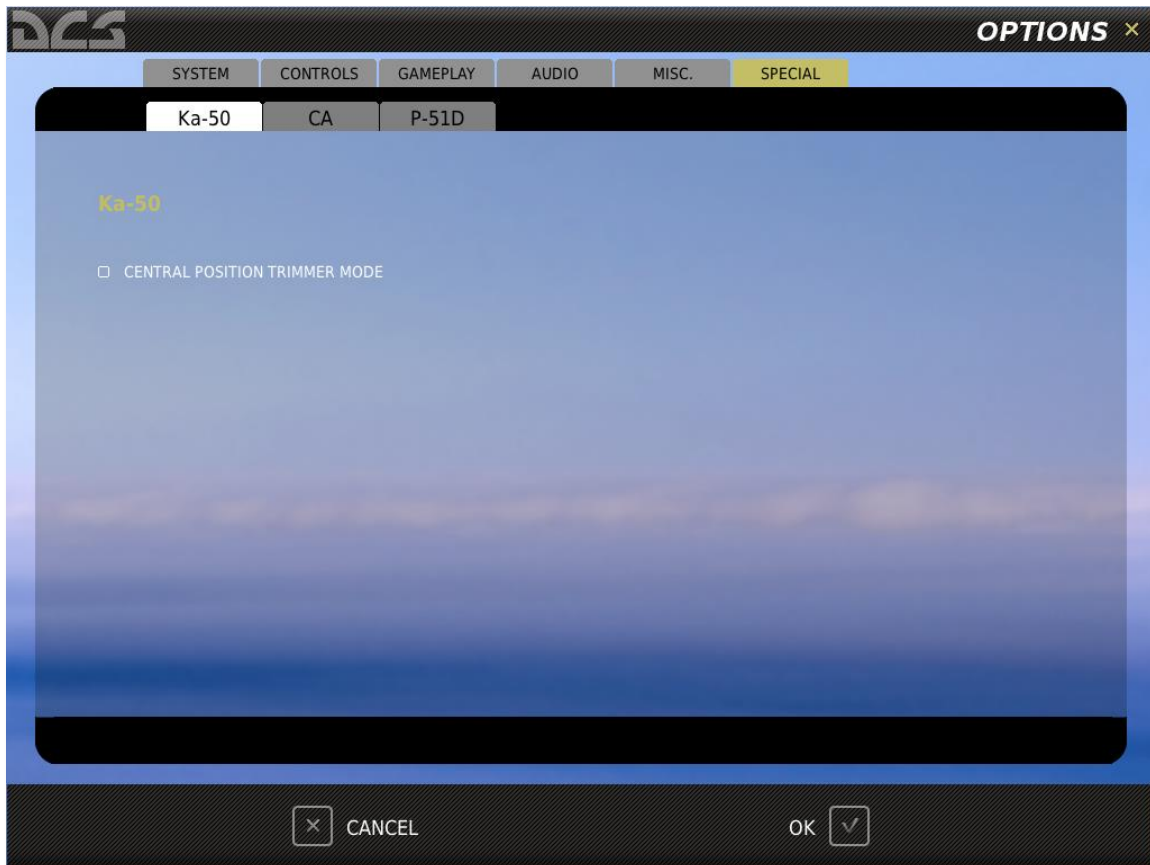 DCS
OPTIONS ×
SYSTEM CONTROLS GAMEPLAY AUDIO MISC. SPECIAL
Ka-50 CA P-51D
Ka-50
CENTRAL POSITION TRIMMER MODE
CANCEL OK